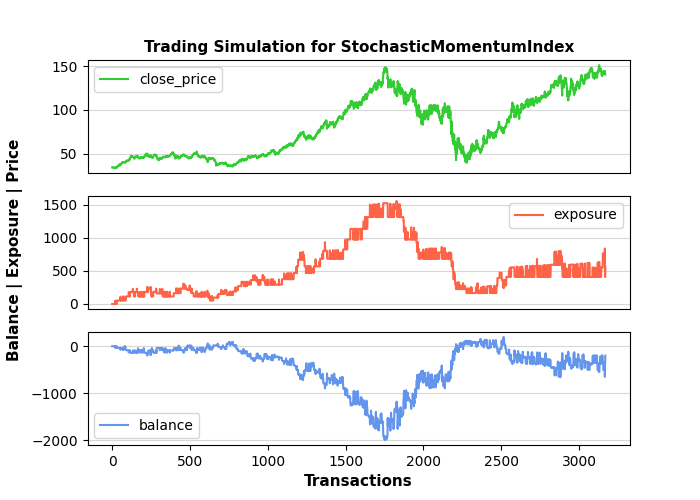 Trading Simulation for StochasticMomentumIndex
150
100
50
close_price
1500
1000
500
0
exposure
0
−1000
−2000
balance
0 500 1000 1500 2000 2500 3000
Transactions
Balance | Exposure | Price